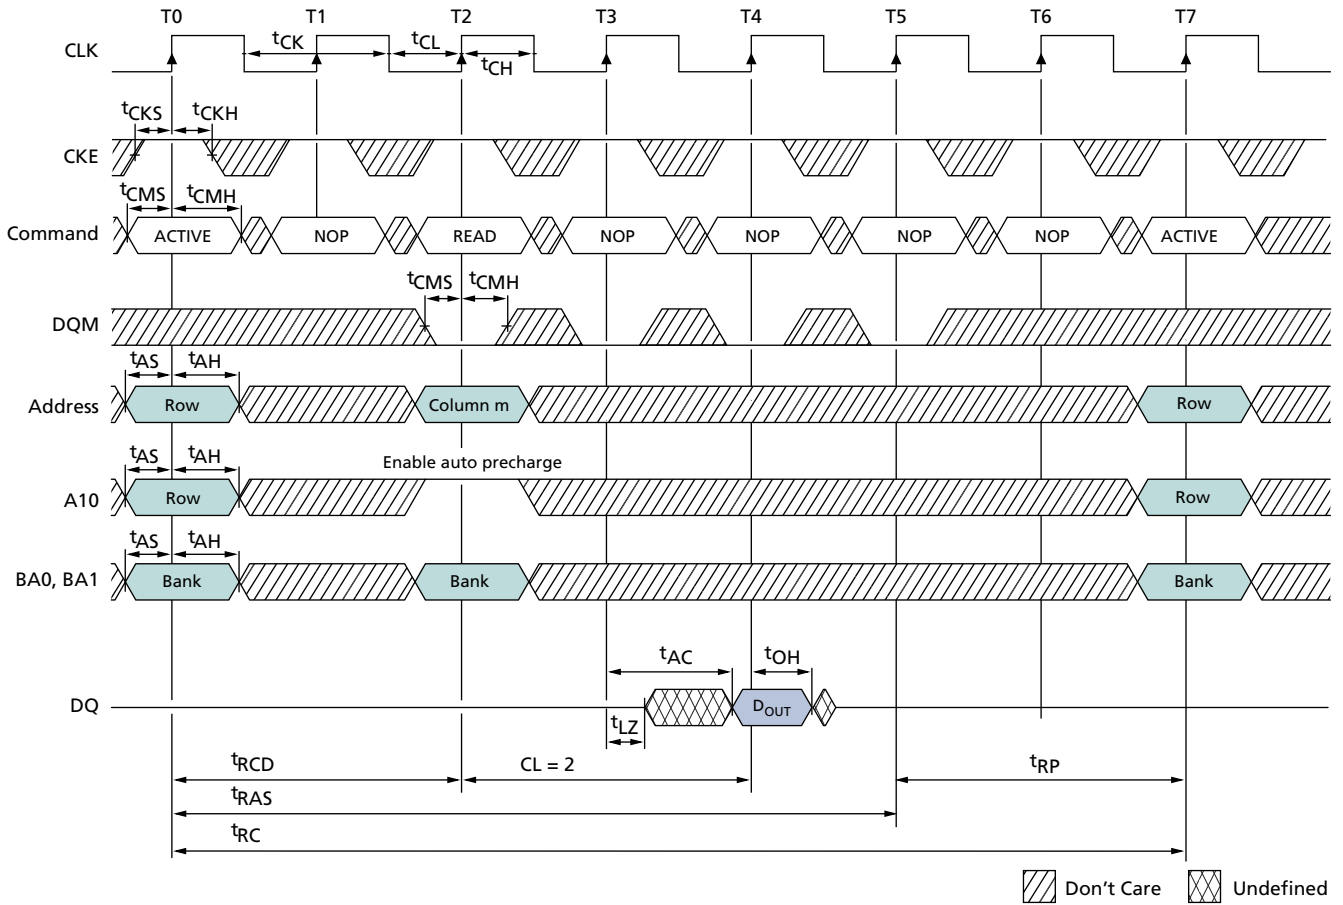 T0 T1 T2 T3 T4 T5 T6 T7
CLK tCK tCL tCH
tCKS tCKH
CKE
tCMS tCMH
Command ACTIVE NOP READ NOP NOP NOP NOP ACTIVE
tCMS tCMH
DQM
tAS tAH
Address Row Column m Row
tAS tAH Enable auto precharge
A10 Row Row
tAS tAH
BA0, BA1 Bank Bank Bank
tAC tOH
DQ DOUT
tLZ
tRCD CL = 2 tRP
tRAS
tRC
Don't Care Undefined